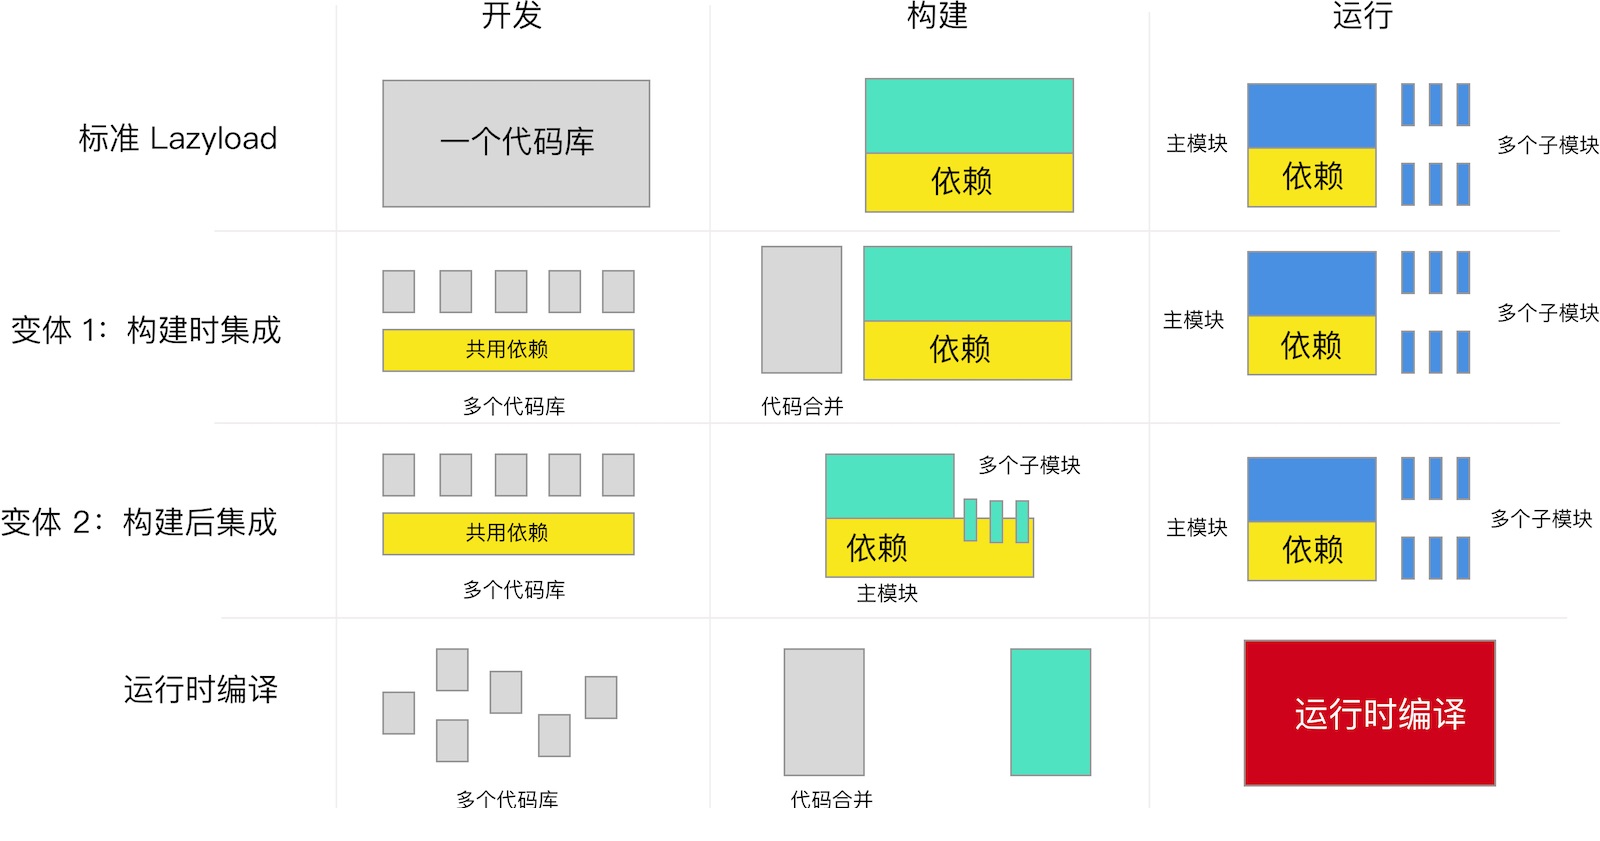 开发
构建
运行
标准 Lazyload
一个代码库
依赖
主模块
依赖
多个子模块
变体 1：构建时集成
共用依赖
多个代码库
依赖
代码合并
主模块
依赖
多个子模块
变体 2：构建后集成
共用依赖
多个代码库
多个子模块
依赖
主模块
主模块
依赖
多个子模块
运行时编译
多个代码库
代码合并
运行时编译